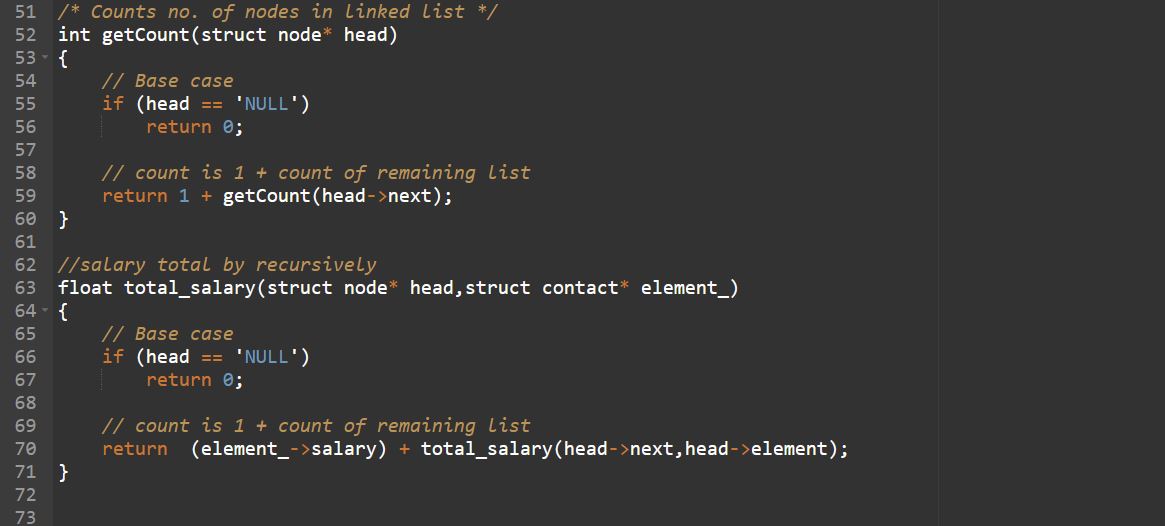 51 /* Counts no. of nodes in linked list */
52 int getCount(struct node* head)
53 {
54     // Base case
55     if (head == 'NULL')
56         return 0;
57
58     // count is 1 + count of remaining list
59     return 1 + getCount(head->next);
60 }
61
62 //salary total by recursively
63 float total_salary(struct node* head,struct contact* element_)
64 {
65     // Base case
66     if (head == 'NULL')
67         return 0;
68
69     // count is 1 + count of remaining list
70     return  (element_->salary) + total_salary(head->next,head->element);
71 }
72
73